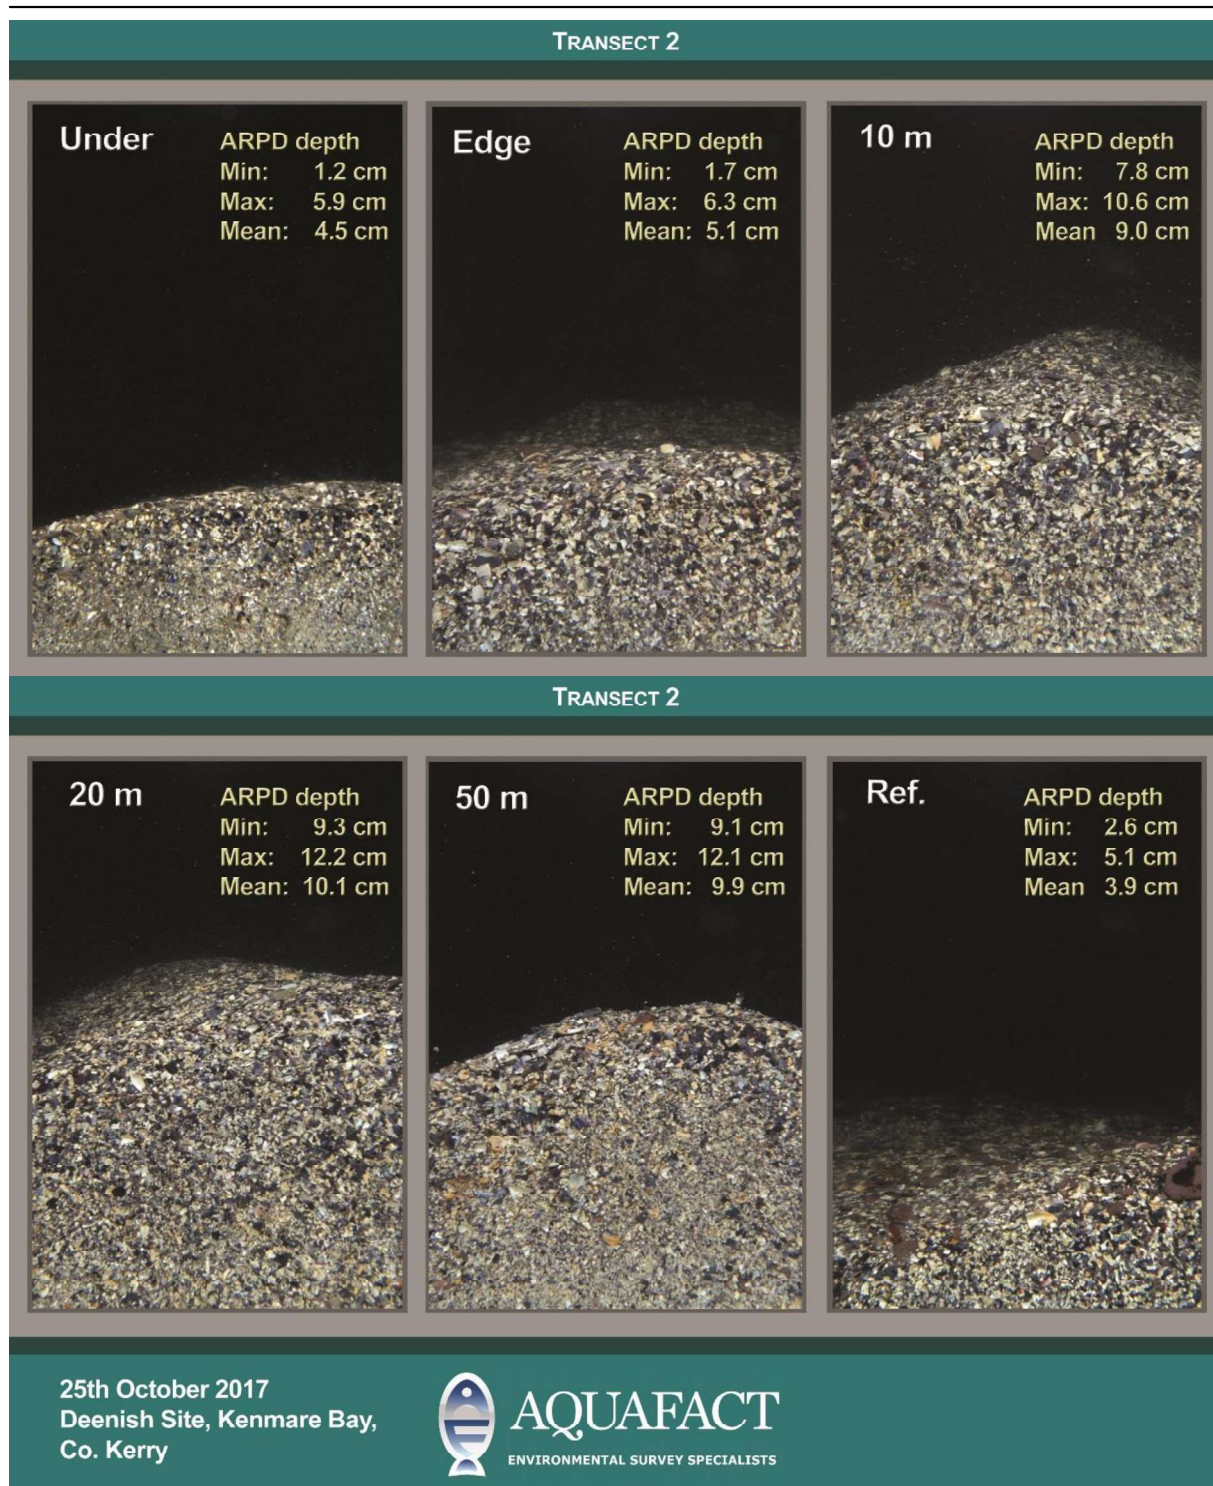 TRANSECT 2
Under
ARPD depth
Min: 1.2 cm
Max: 5.9 cm
Mean: 4.5 cm
Edge
ARPD depth
Min: 1.7 cm
Max: 6.3 cm
Mean: 5.1 cm
10 m
ARPD depth
Min: 7.8 cm
Max: 10.6 cm
Mean 9.0 cm
TRANSECT 2
20 m
ARPD depth
Min: 9.3 cm
Max: 12.2 cm
Mean: 10.1 cm
50 m
ARPD depth
Min: 9.1 cm
Max: 12.1 cm
Mean: 9.9 cm
Ref.
ARPD depth
Min: 2.6 cm
Max: 5.1 cm
Mean 3.9 cm
25th October 2017
Deenish Site, Kenmare Bay,
Co. Kerry
AQUAFACT
ENVIRONMENTAL SURVEY SPECIALISTS